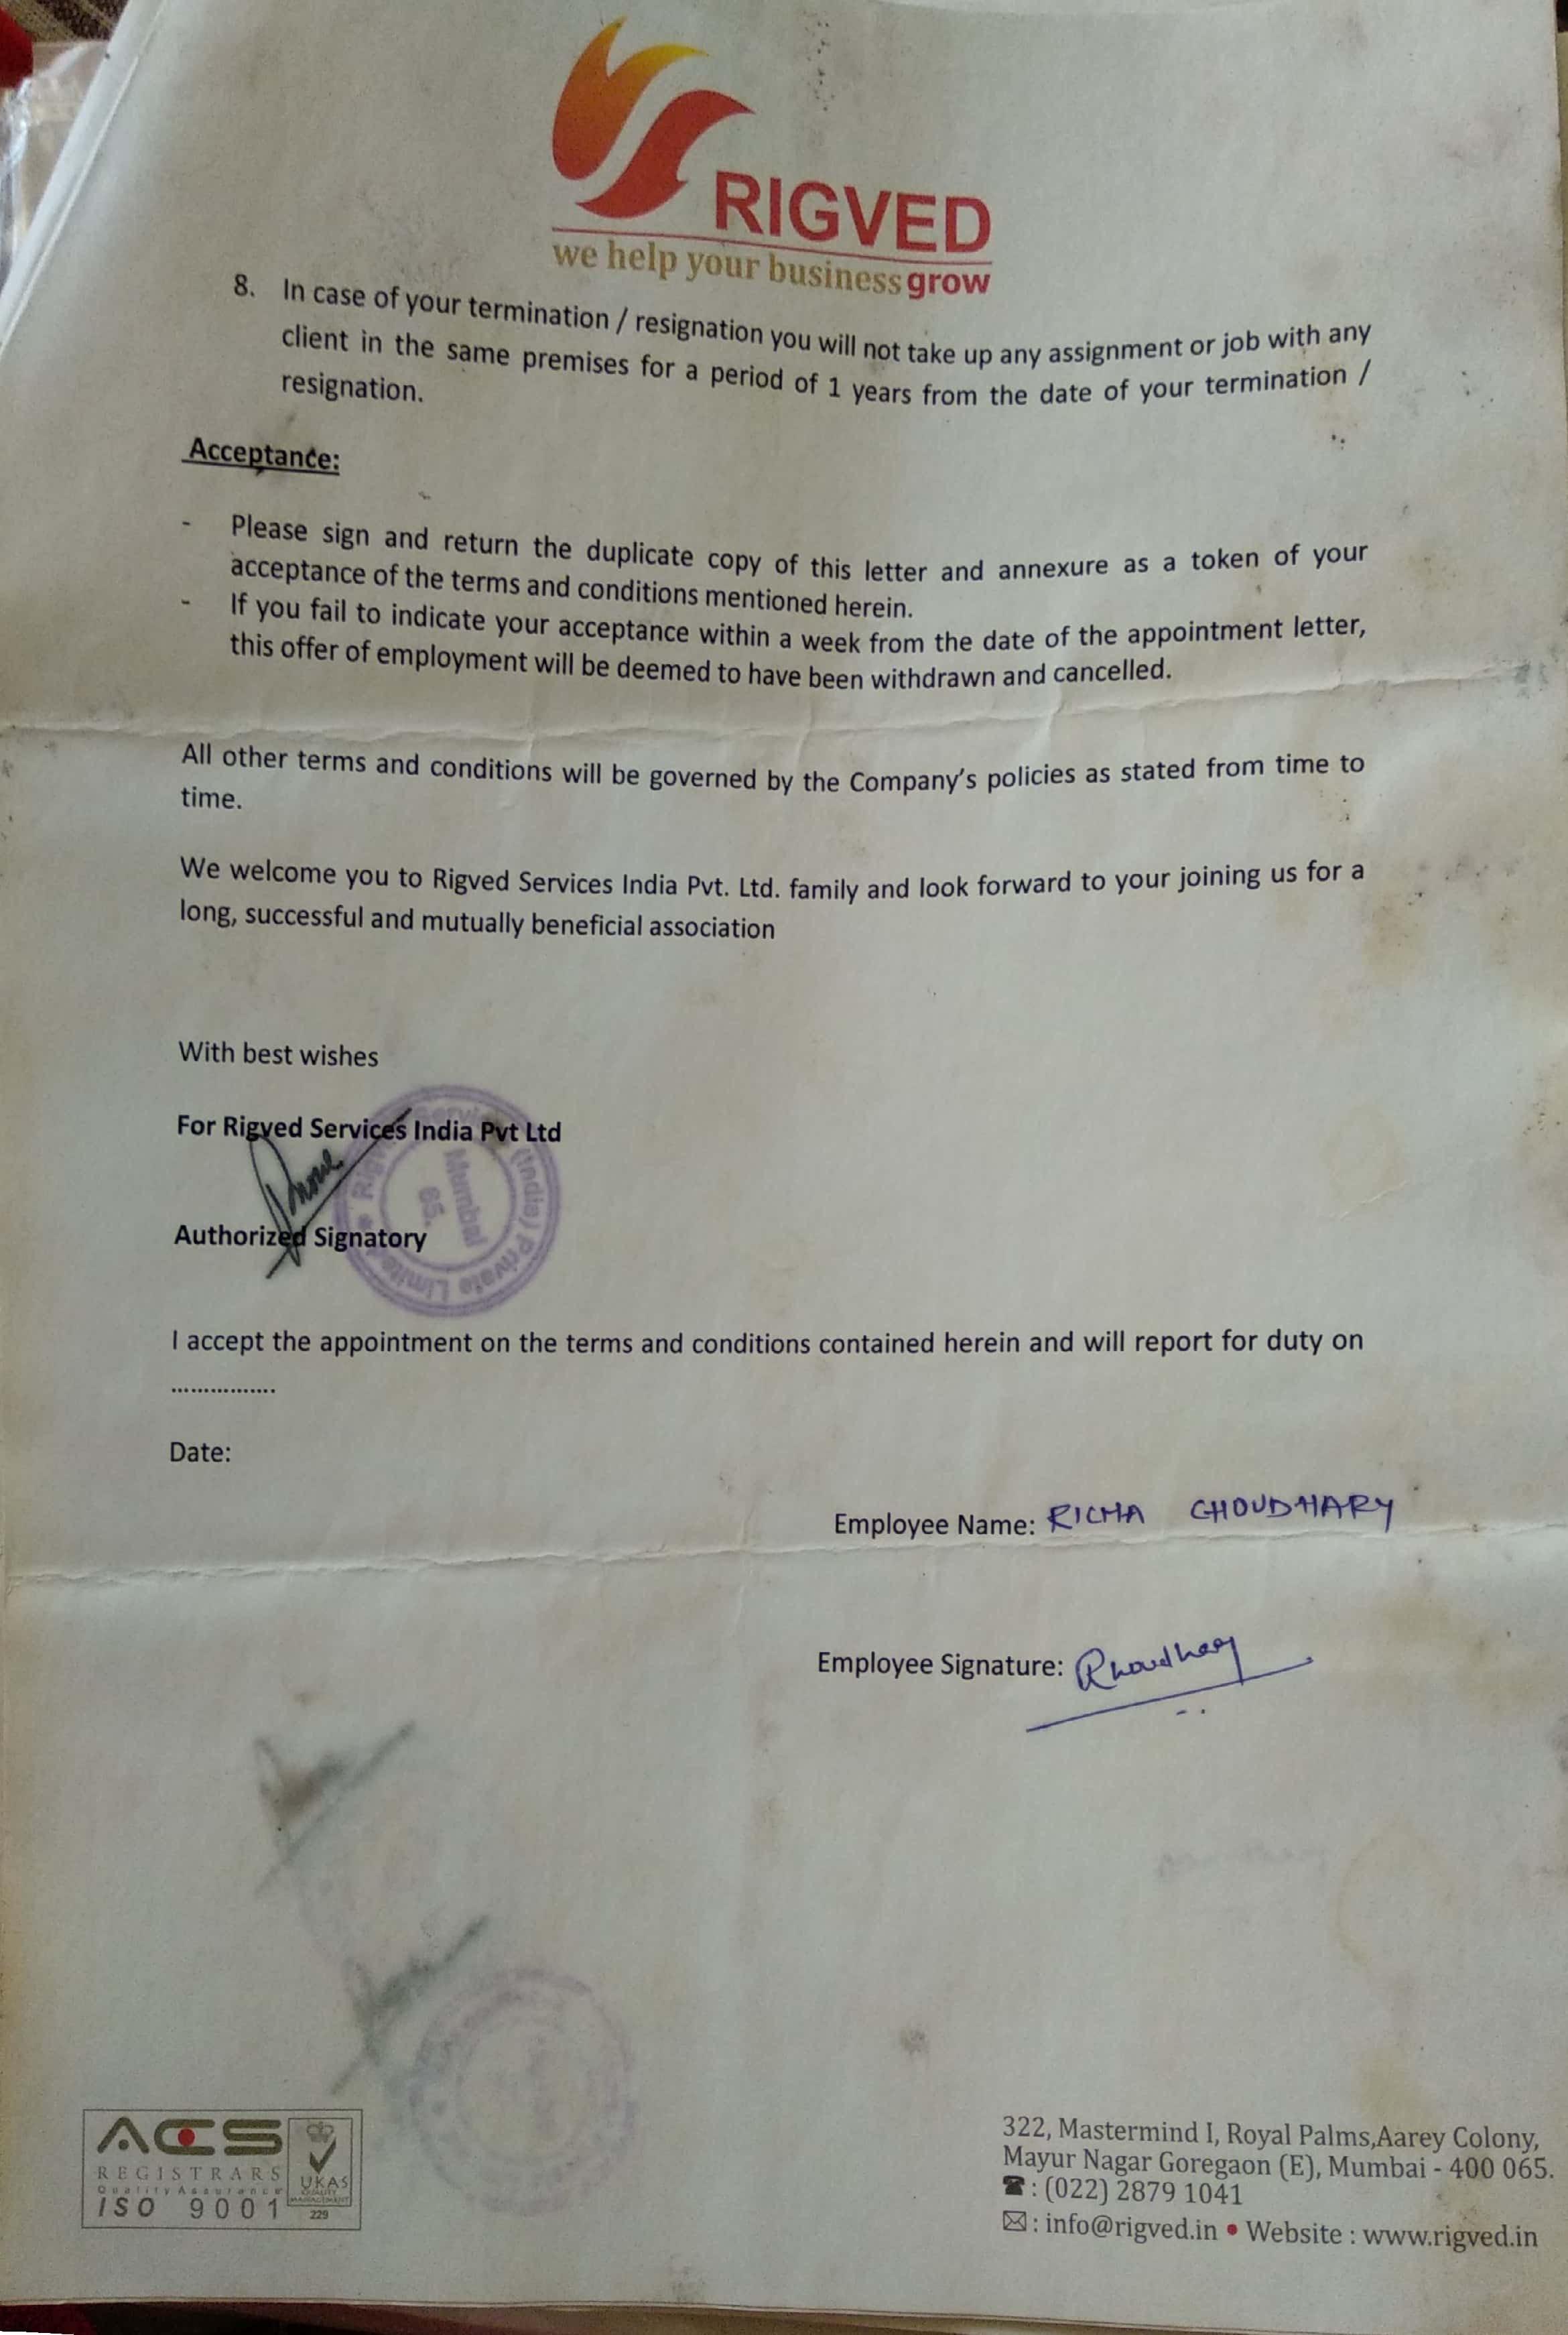 RIGVED
we help your business grow
8. In case of your termination / resignation you will not take up any assignment or job with any
client in the same premises for a period of 1 years from the date of your termination /
resignation.
Acceptance:
- Please sign and return the duplicate copy of this letter and annexure as a token of your
acceptance of the terms and conditions mentioned herein.
- If you fail to indicate your acceptance within a week from the date of the appointment letter,
this offer of employment will be deemed to have been withdrawn and cancelled.
All other terms and conditions will be governed by the Company's policies as stated from time to
time.
We welcome you to Rigved Services India Pvt. Ltd. family and look forward to your joining us for a
long, successful and mutually beneficial association
With best wishes
For Rigved Services India Pvt Ltd
(India) Private Limite
Mumbai
65.
Authorized Signatory
I accept the appointment on the terms and conditions contained herein and will report for duty on
................
Date:
Employee Name: RICHA CHOUDHARY
Employee Signature: RHoudhary
ACS
REGISTRARS
Quality Assurance
ISO 9001
UKAS
QUALITY
MANAGEMENT
229
322, Mastermind I, Royal Palms,Aarey Colony,
Mayur Nagar Goregaon (E), Mumbai - 400 065.
☎ : (022) 2879 1041
✉ : info@rigved.in • Website : www.rigved.in